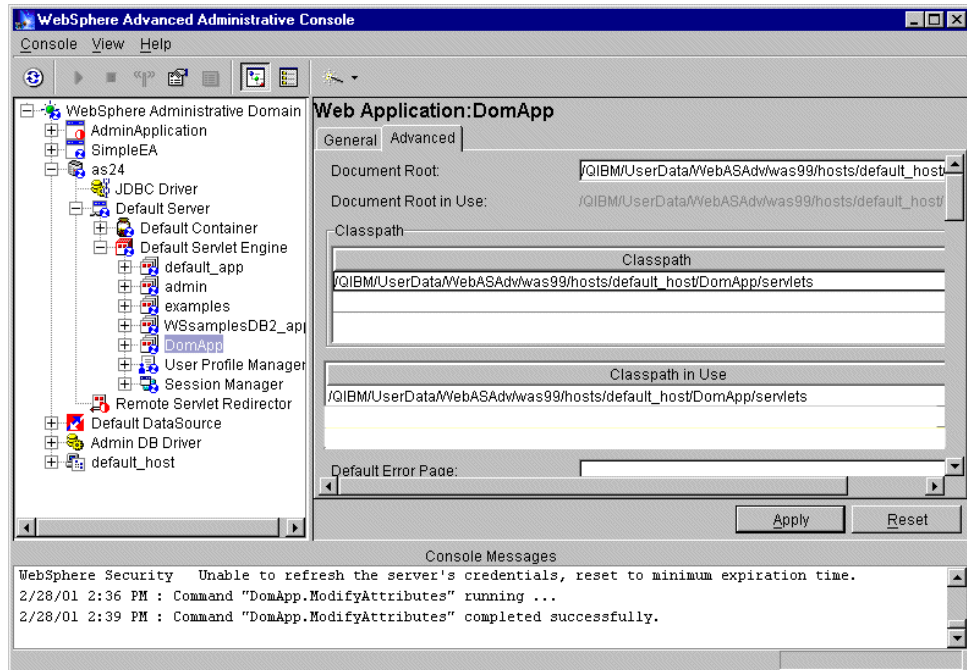 WebSphere Advanced Administrative Console
Console View Help
WebSphere Administrative Domain
AdminApplication
SimpleEA
as24
JDBC Driver
Default Server
Default Container
Default Servlet Engine
default_app
admin
examples
WSsamplesDB2_app
DomApp
User Profile Manager
Session Manager
Remote Servlet Redirector
Default DataSource
Admin DB Driver
default_host
Web Application:DomApp
General Advanced
Document Root: /QIBM/UserData/WebASAdv/was99/hosts/default_host/
Document Root in Use: /QIBM/UserData/WebASAdv/was99/hosts/default_host/
Classpath
Classpath
/QIBM/UserData/WebASAdv/was99/hosts/default_host/DomApp/servlets
Classpath in Use
/QIBM/UserData/WebASAdv/was99/hosts/default_host/DomApp/servlets
Default Error Page:
Apply Reset
Console Messages
WebSphere Security Unable to refresh the server's credentials, reset to minimum expiration time.
2/28/01 2:36 PM : Command "DomApp.ModifyAttributes" running ...
2/28/01 2:39 PM : Command "DomApp.ModifyAttributes" completed successfully.